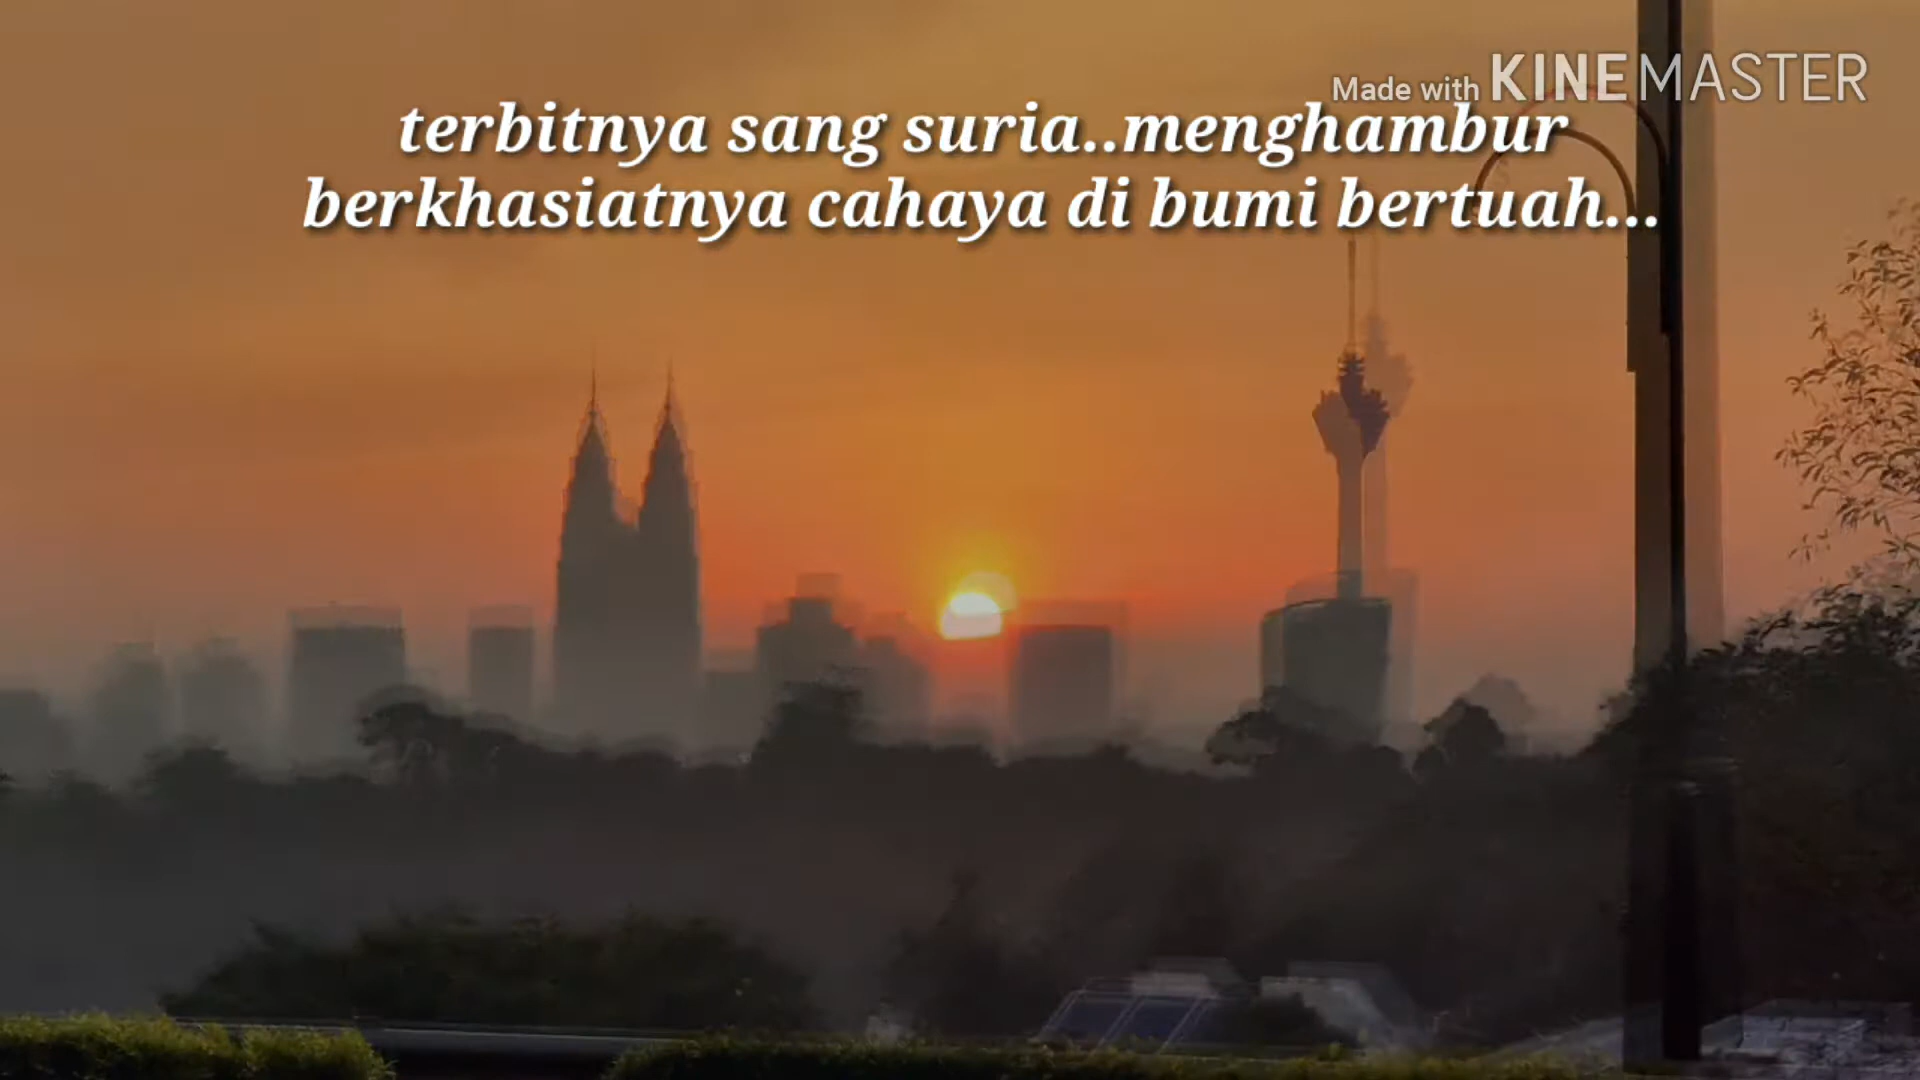 Made with KINEMASTER
terbitnya sang suria..menghambur
berkhasiatnya cahaya di bumi bertuah...